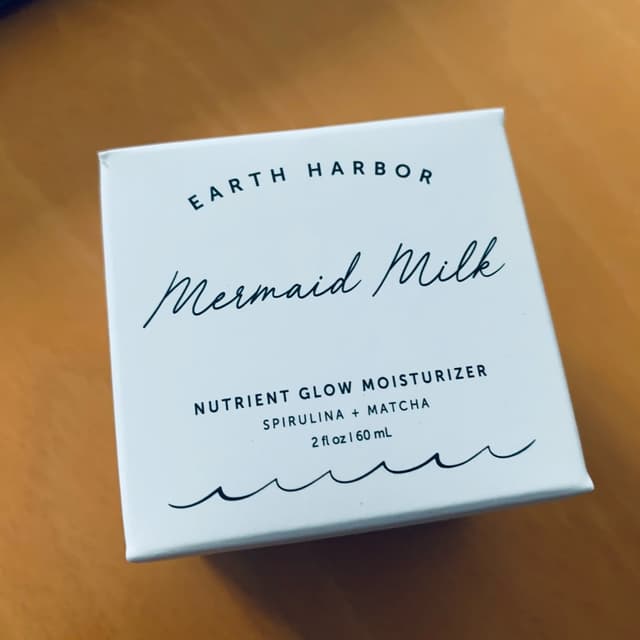 EARTH HARBOR
Mermaid Milk
NUTRIENT GLOW MOISTURIZER
SPIRULINA + MATCHA
2 fl oz | 60 mL